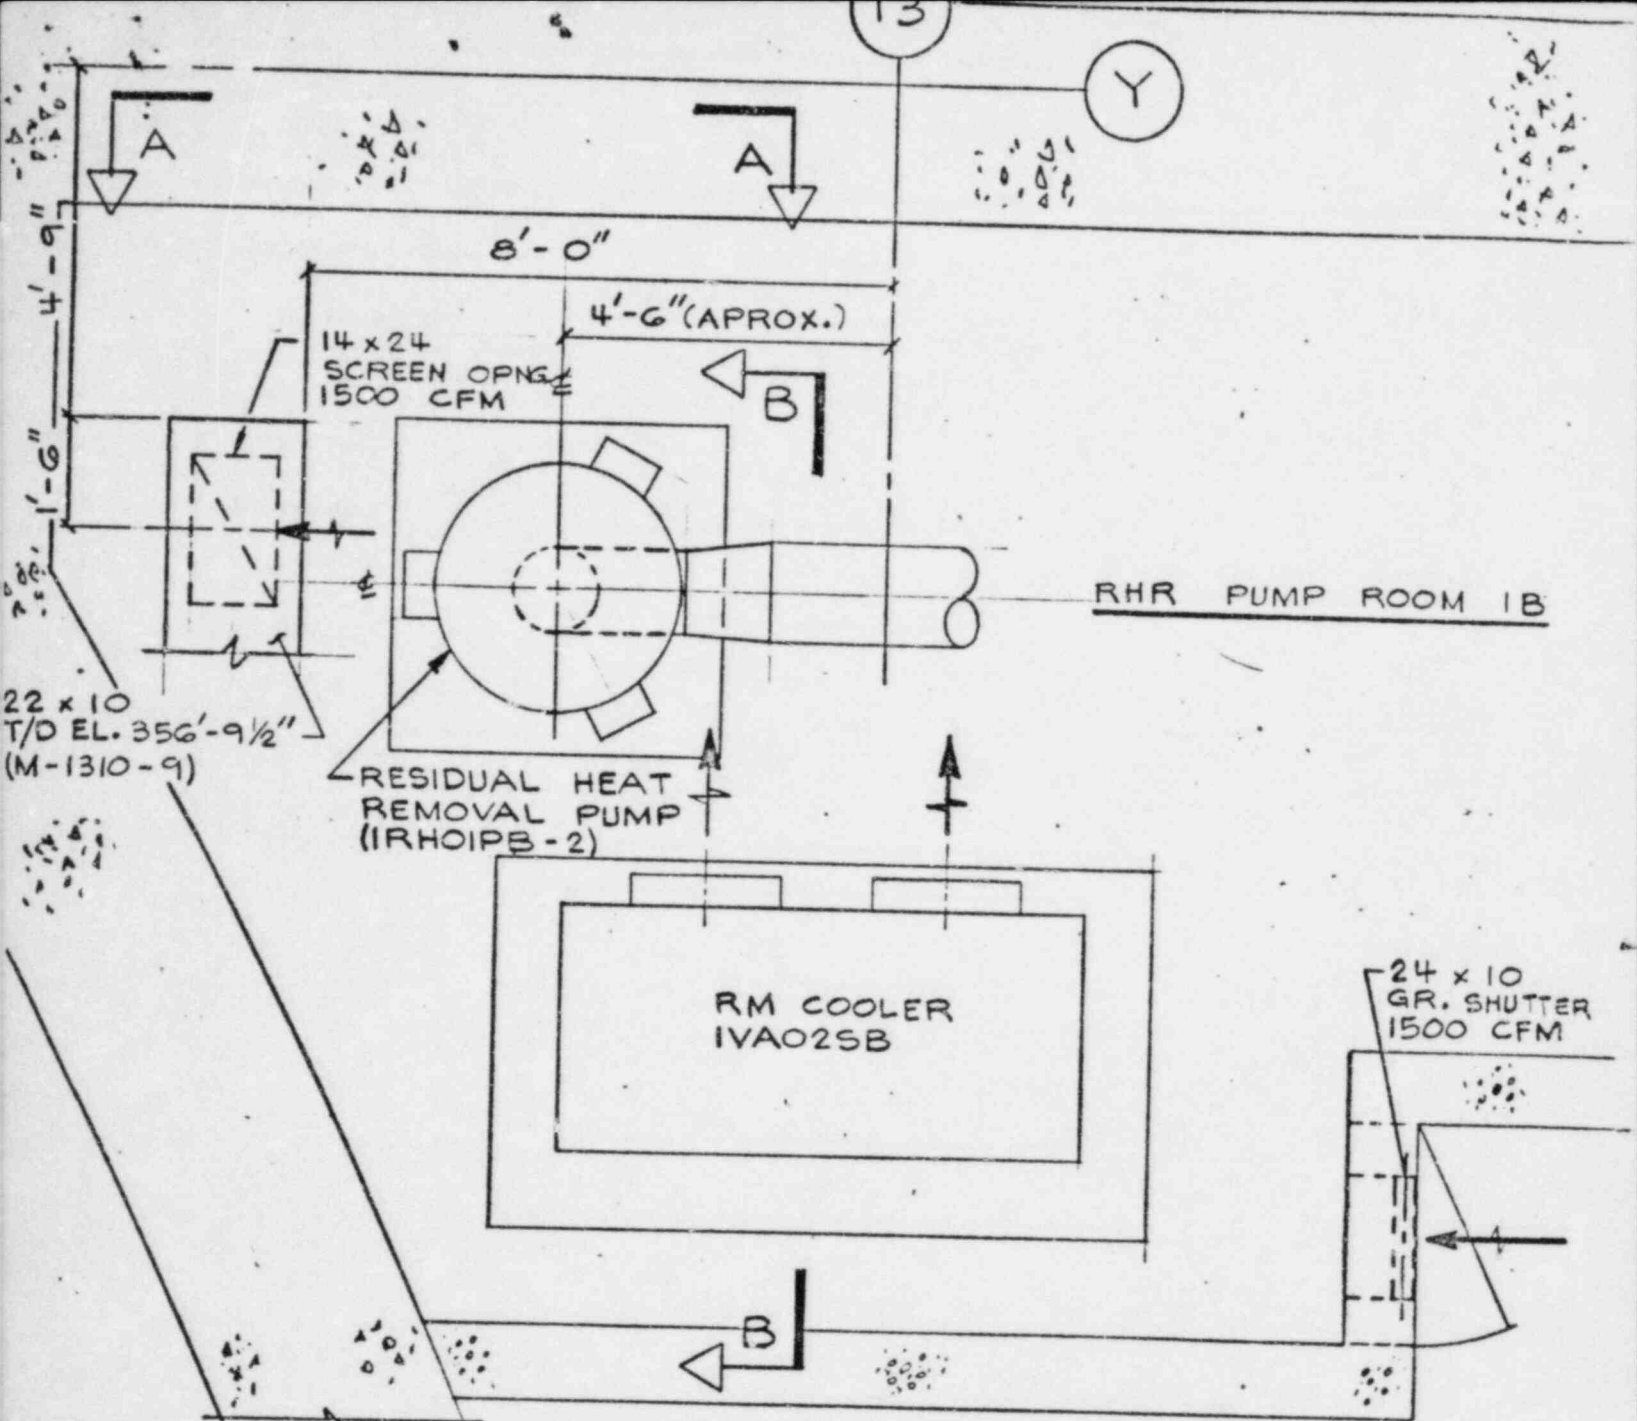 13
Y
A
A
4'-9"
8'-0"
4'-6" (APROX.)
14 x 24
SCREEN OPNG.
1500 CFM
B
1'-6"
RHR PUMP ROOM 1B
22 x 10
T/D EL. 356'-9½"
(M-1310-9)
RESIDUAL HEAT
REMOVAL PUMP
(1RHO1PB-2)
RM COOLER
1VA02SB
24 x 10
GR. SHUTTER
1500 CFM
B